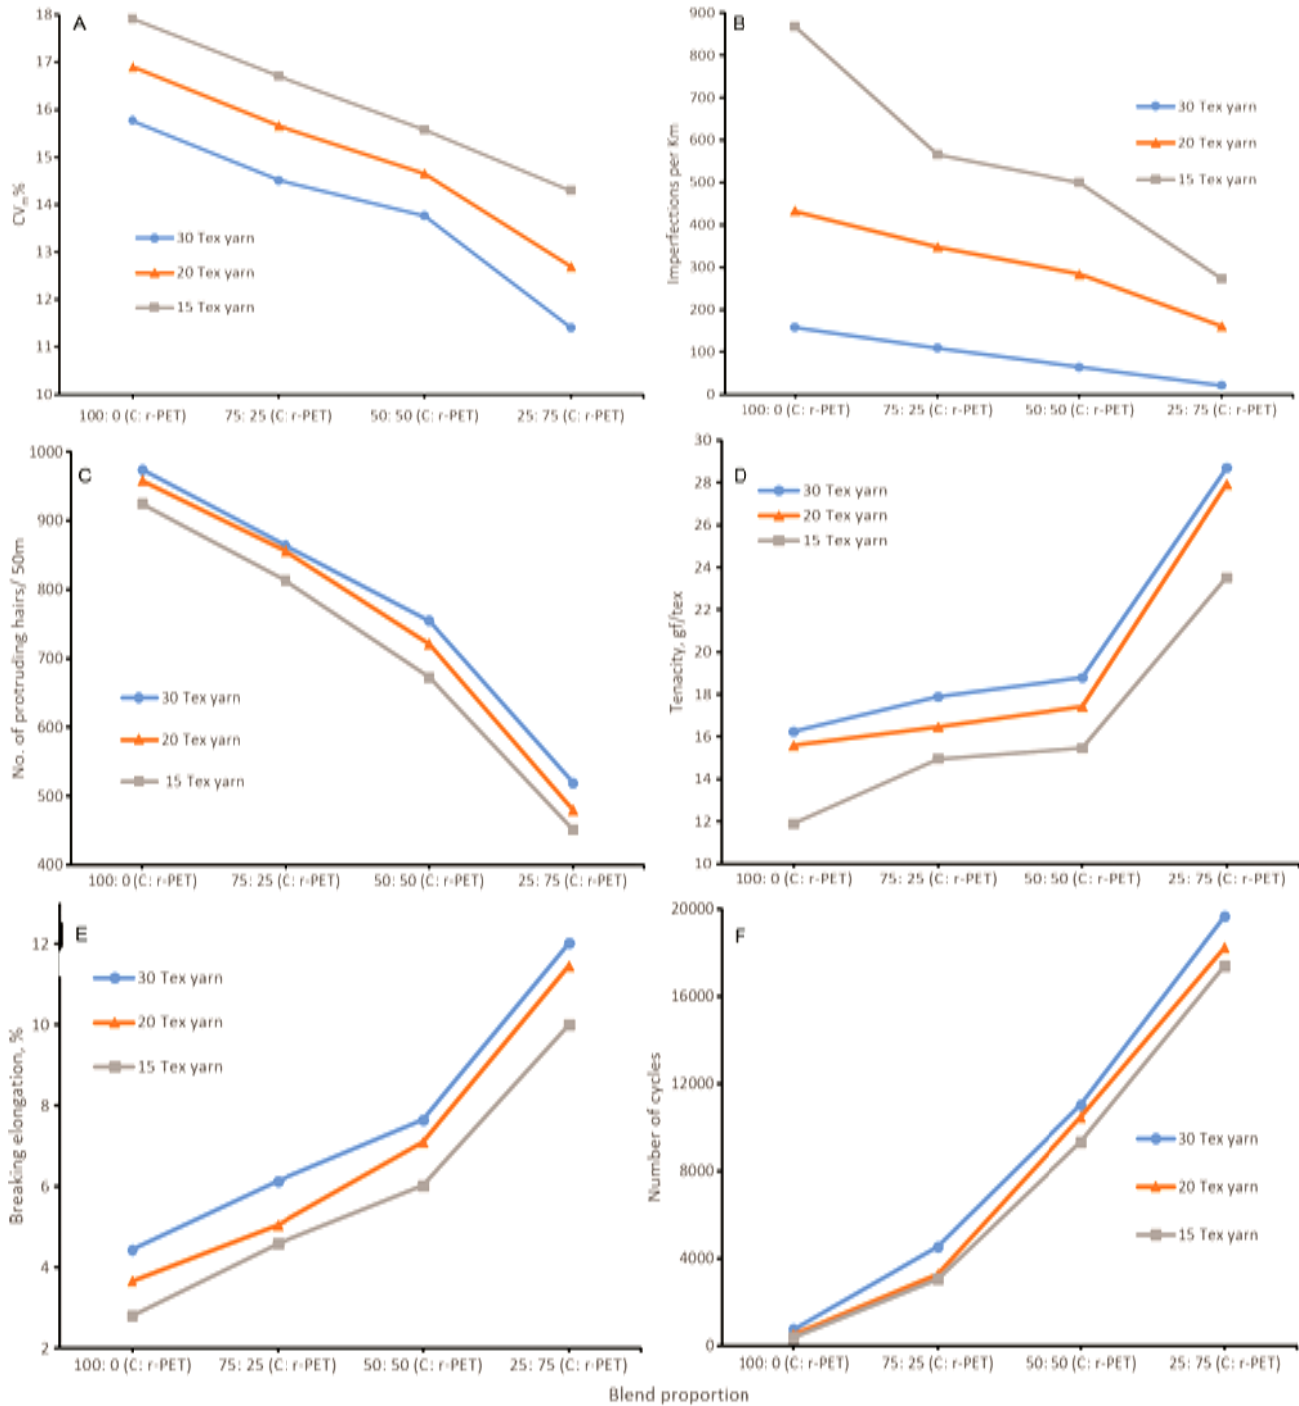 A
18
17
16
15
14
13
12
11
10
CVm%
30 Tex yarn
20 Tex yarn
15 Tex yarn
100: 0 (C: r-PET)
75: 25 (C: r-PET)
50: 50 (C: r-PET)
25: 75 (C: r-PET)
B
900
800
700
600
500
400
300
200
100
0
Imperfections per Km
30 Tex yarn
20 Tex yarn
15 Tex yarn
100: 0 (C: r-PET)
75: 25 (C: r-PET)
50: 50 (C: r-PET)
25: 75 (C: r-PET)
C
1000
900
800
700
600
500
400
No. of protruding hairs/ 50m
30 Tex yarn
20 Tex yarn
15 Tex yarn
100: 0 (C: r-PET)
75: 25 (C: r-PET)
50: 50 (C: r-PET)
25: 75 (C: r-PET)
D
30
28
26
24
22
20
18
16
14
12
10
Tenacity, gf/tex
30 Tex yarn
20 Tex yarn
15 Tex yarn
100: 0 (C: r-PET)
75: 25 (C: r-PET)
50: 50 (C: r-PET)
25: 75 (C: r-PET)
E
12
10
8
6
4
2
Breaking elongation, %
30 Tex yarn
20 Tex yarn
15 Tex yarn
100: 0 (C: r-PET)
75: 25 (C: r-PET)
50: 50 (C: r-PET)
25: 75 (C: r-PET)
F
20000
16000
12000
8000
4000
0
Number of cycles
30 Tex yarn
20 Tex yarn
15 Tex yarn
100: 0 (C: r-PET)
75: 25 (C: r-PET)
50: 50 (C: r-PET)
25: 75 (C: r-PET)
Blend proportion